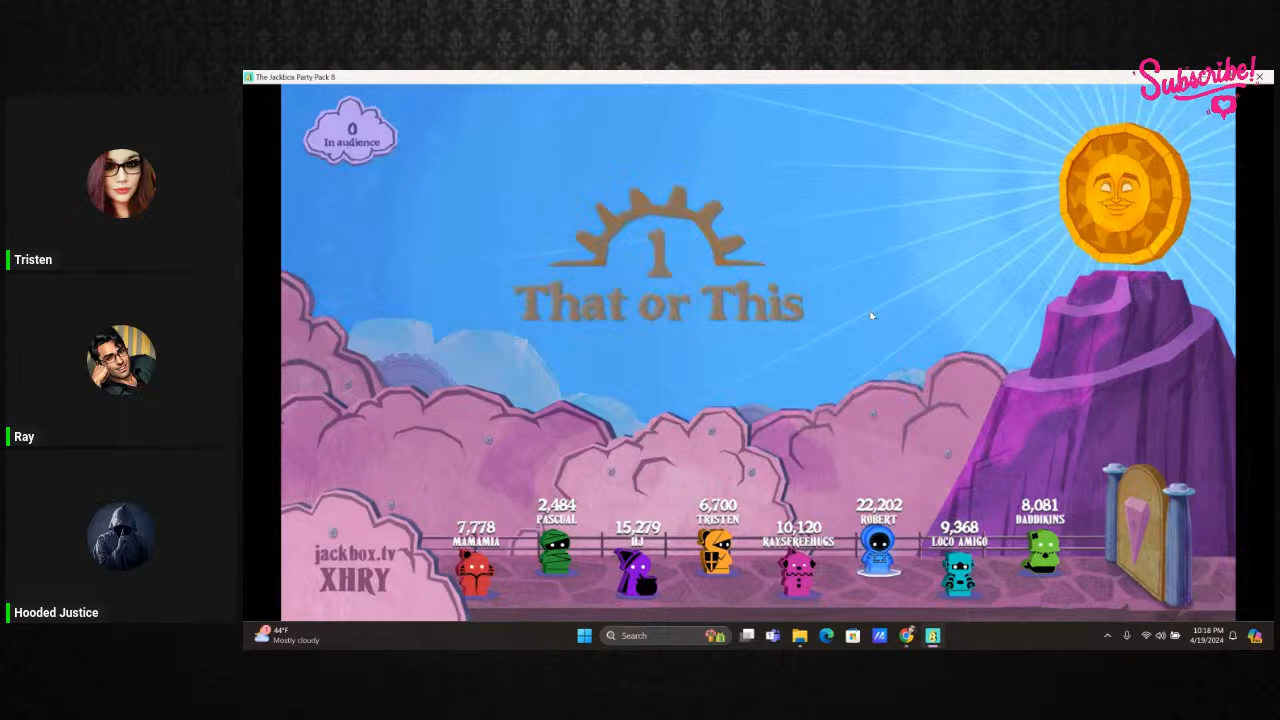 The Jackbox Party Pack 8
Subscribe!
0
In audience
1
That or This
Tristen
Ray
Hooded Justice
jackbox.tv
XHRY
7,778
MAMAMIA
2,484
PASCUAL
15,279
HJ
6,700
TRISTEN
10,120
RAYSFREEHUGS
22,202
ROBERT
9,368
LOCO AMIGO
8,081
DADDIKINS
44°F
Mostly cloudy
Search
10:18 PM
4/19/2024